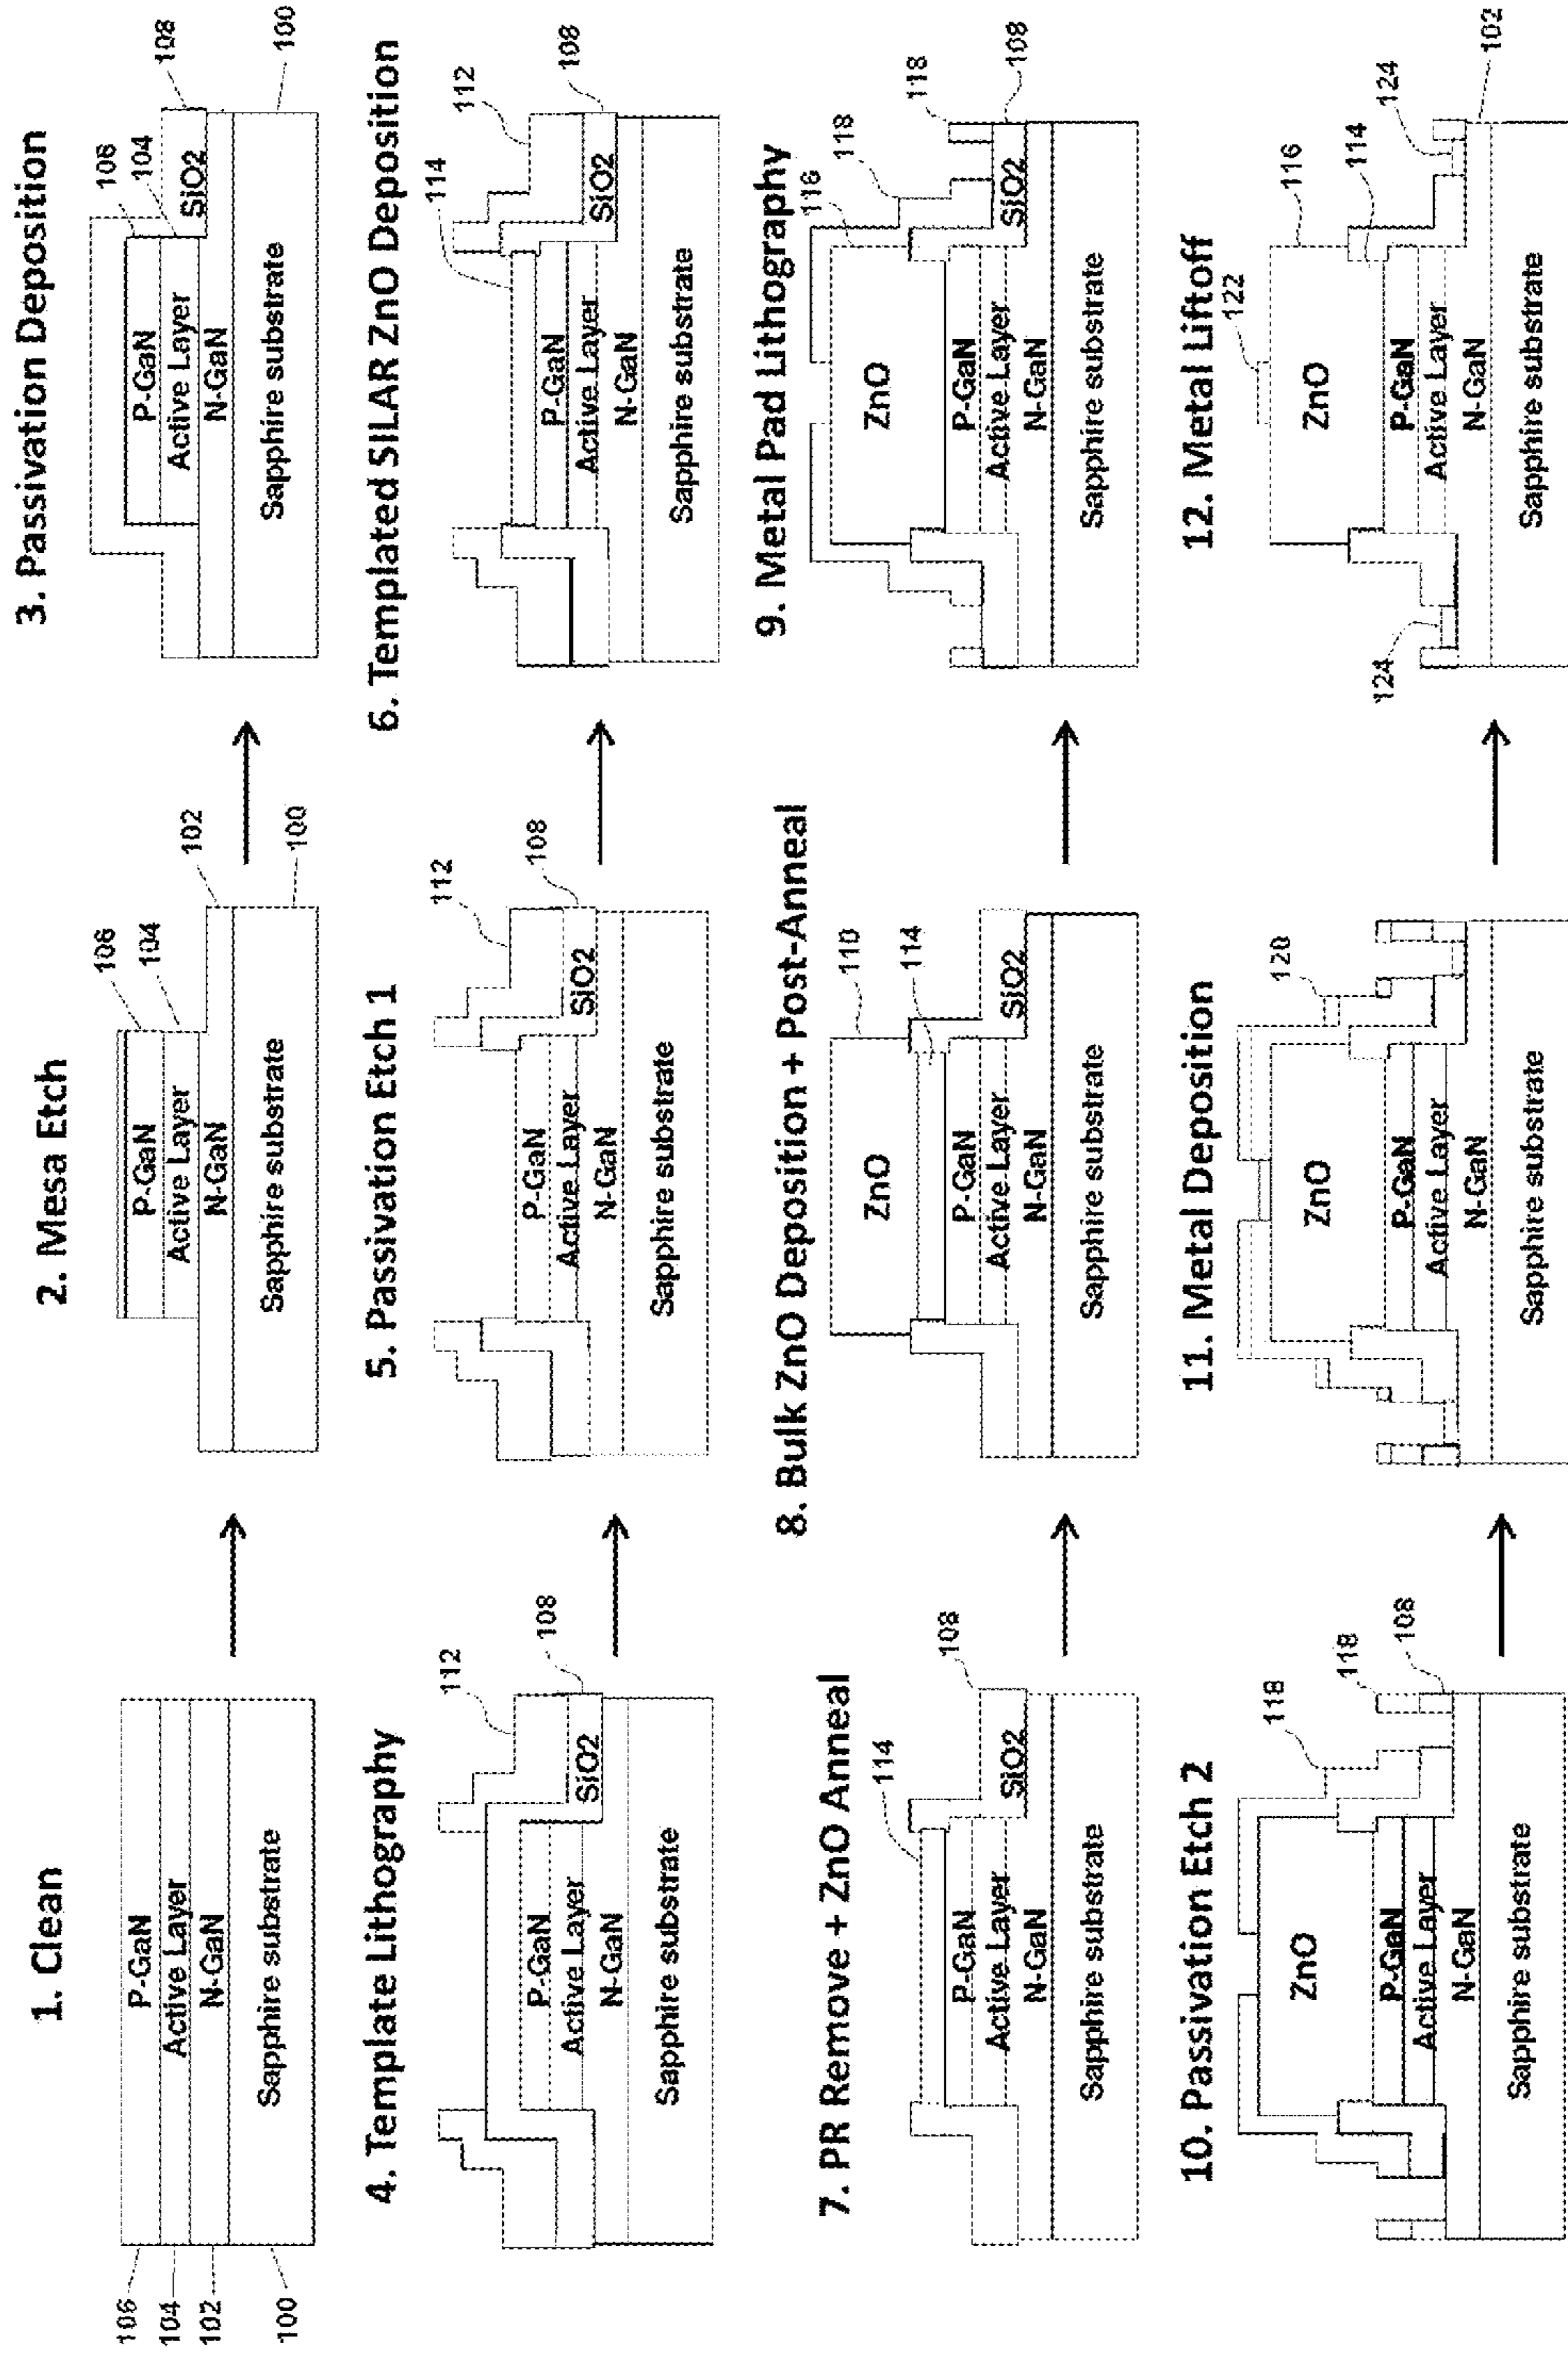 1. Clean
P-GaN
Active Layer
N-GaN
Sapphire substrate
106
104
102
100
2. Mesa Etch
P-GaN
Active Layer
N-GaN
Sapphire substrate
106
104
102
100
3. Passivation Deposition
P-GaN
Active Layer
N-GaN
SiO2
Sapphire substrate
106
104
108
100
4. Template Lithography
P-GaN
Active Layer
N-GaN
SiO2
Sapphire substrate
112
108
5. Passivation Etch 1
P-GaN
Active Layer
N-GaN
SiO2
Sapphire substrate
112
108
6. Templated SILAR ZnO Deposition
P-GaN
Active Layer
N-GaN
SiO2
Sapphire substrate
114
112
108
7. PR Remove + ZnO Anneal
P-GaN
Active Layer
N-GaN
SiO2
Sapphire substrate
114
108
8. Bulk ZnO Deposition + Post-Anneal
ZnO
P-GaN
Active Layer
N-GaN
SiO2
Sapphire substrate
110
114
9. Metal Pad Lithography
ZnO
P-GaN
Active Layer
N-GaN
SiO2
Sapphire substrate
116
118
118
108
10. Passivation Etch 2
ZnO
P-GaN
Active Layer
N-GaN
Sapphire substrate
118
118
108
11. Metal Deposition
ZnO
P-GaN
Active Layer
N-GaN
Sapphire substrate
120
12. Metal Liftoff
ZnO
P-GaN
Active Layer
N-GaN
Sapphire substrate
122
116
114
124
124
102